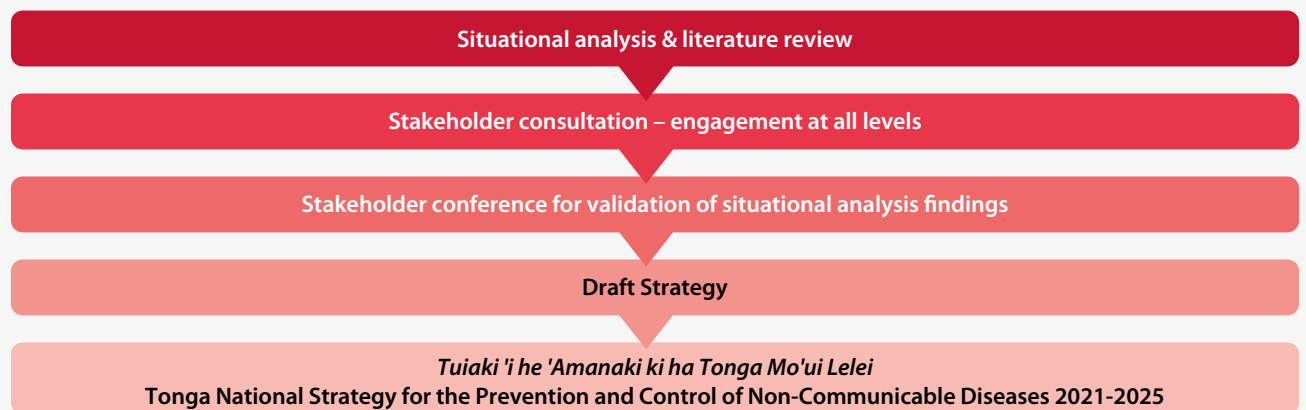 Situational analysis & literature review
Stakeholder consultation – engagement at all levels
Stakeholder conference for validation of situational analysis findings
Draft Strategy
Tuiaki 'i he 'Amanaki ki ha Tonga Mo'ui Lelei
Tonga National Strategy for the Prevention and Control of Non-Communicable Diseases 2021-2025